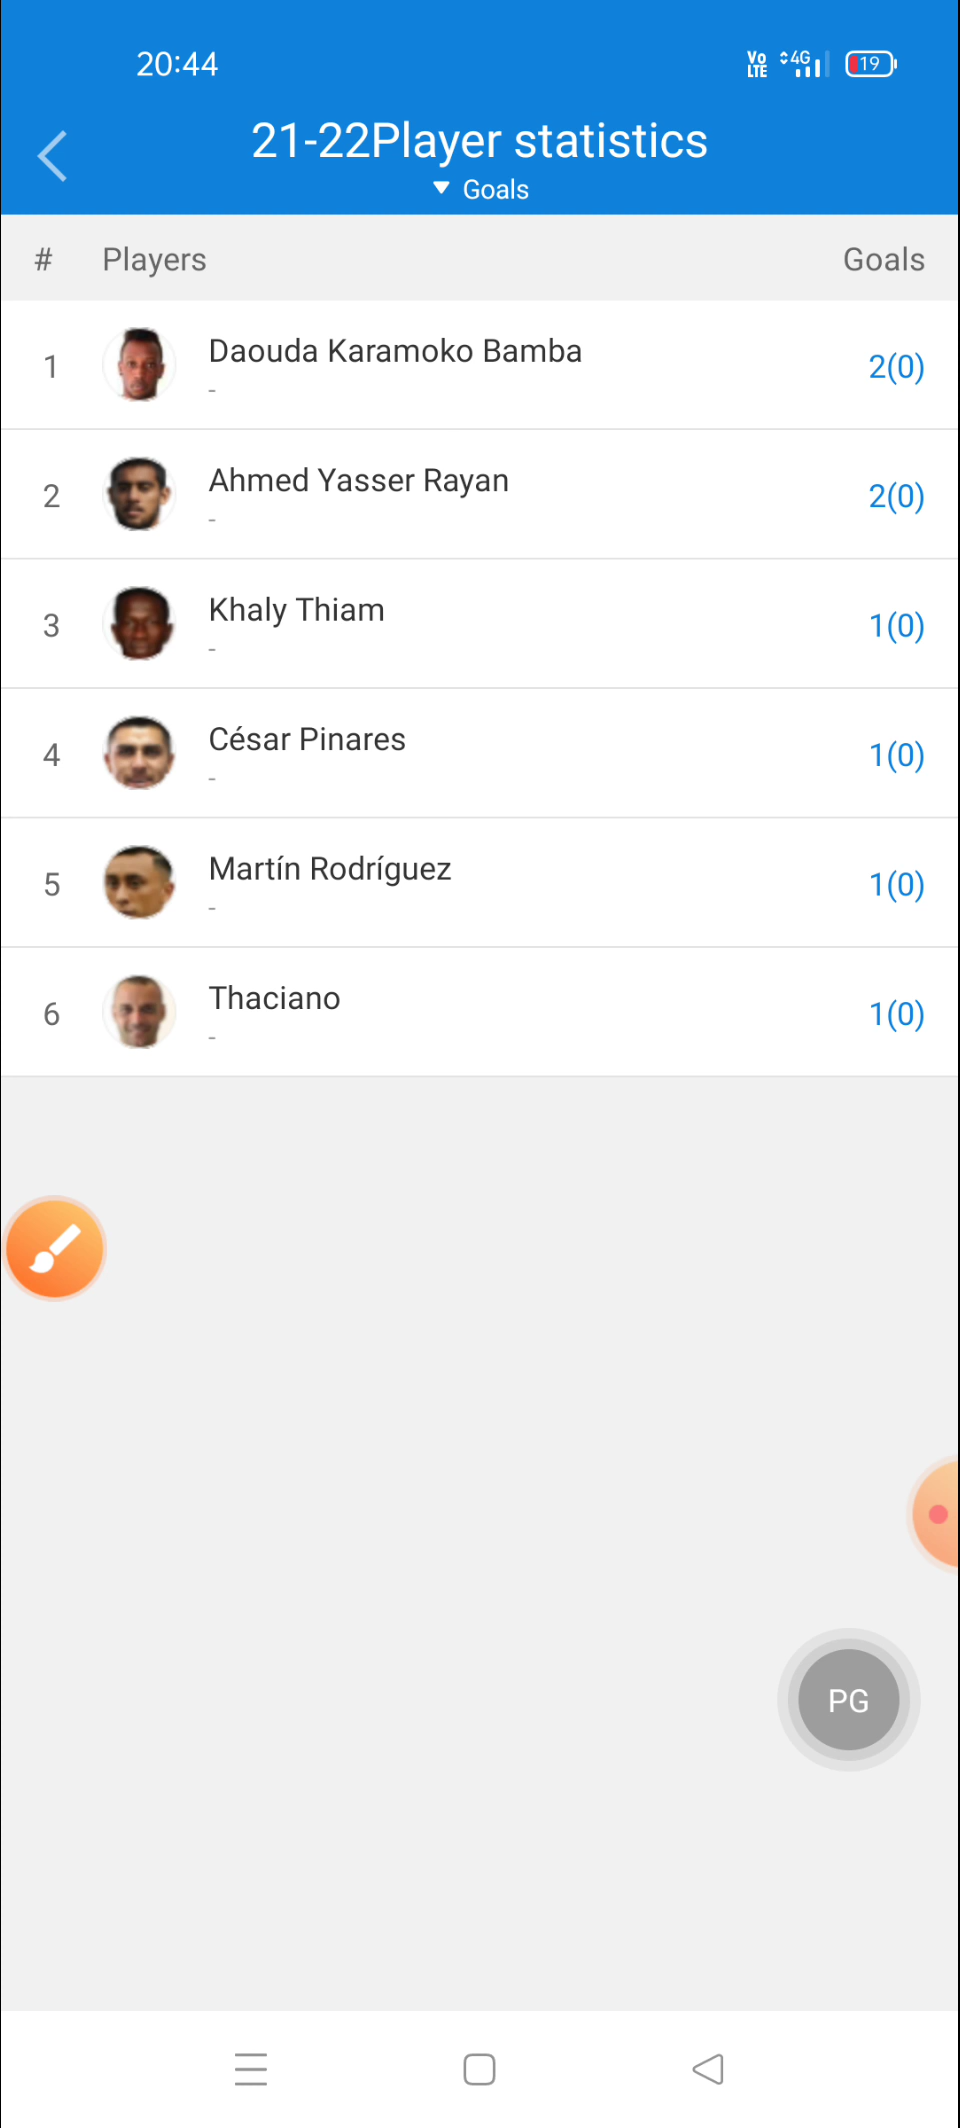 20:44
Vo LTE 4G 19
21-22Player statistics
Goals
# Players Goals
1 Daouda Karamoko Bamba 2(0)
-
2 Ahmed Yasser Rayan 2(0)
-
3 Khaly Thiam 1(0)
-
4 César Pinares 1(0)
-
5 Martín Rodríguez 1(0)
-
6 Thaciano 1(0)
-
PG